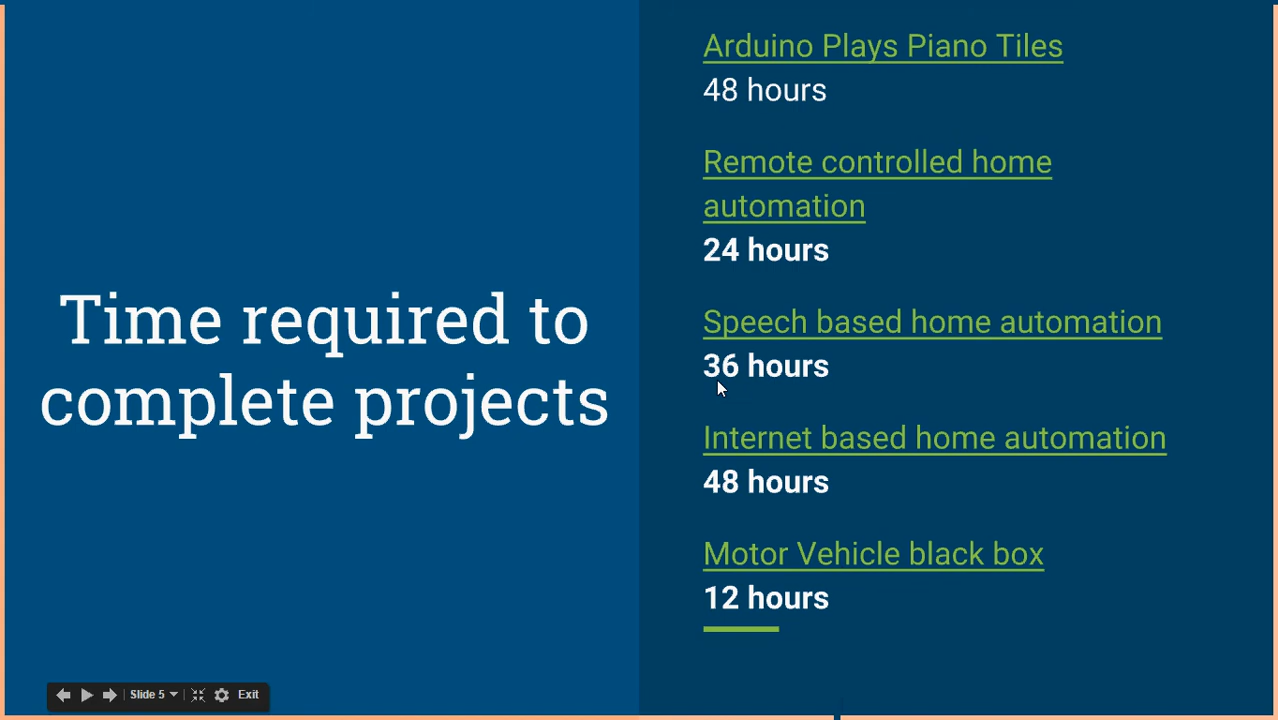 Time required to
complete projects
Arduino Plays Piano Tiles
48 hours
Remote controlled home
automation
24 hours
Speech based home automation
36 hours
Internet based home automation
48 hours
Motor Vehicle black box
12 hours
Slide 5
Exit